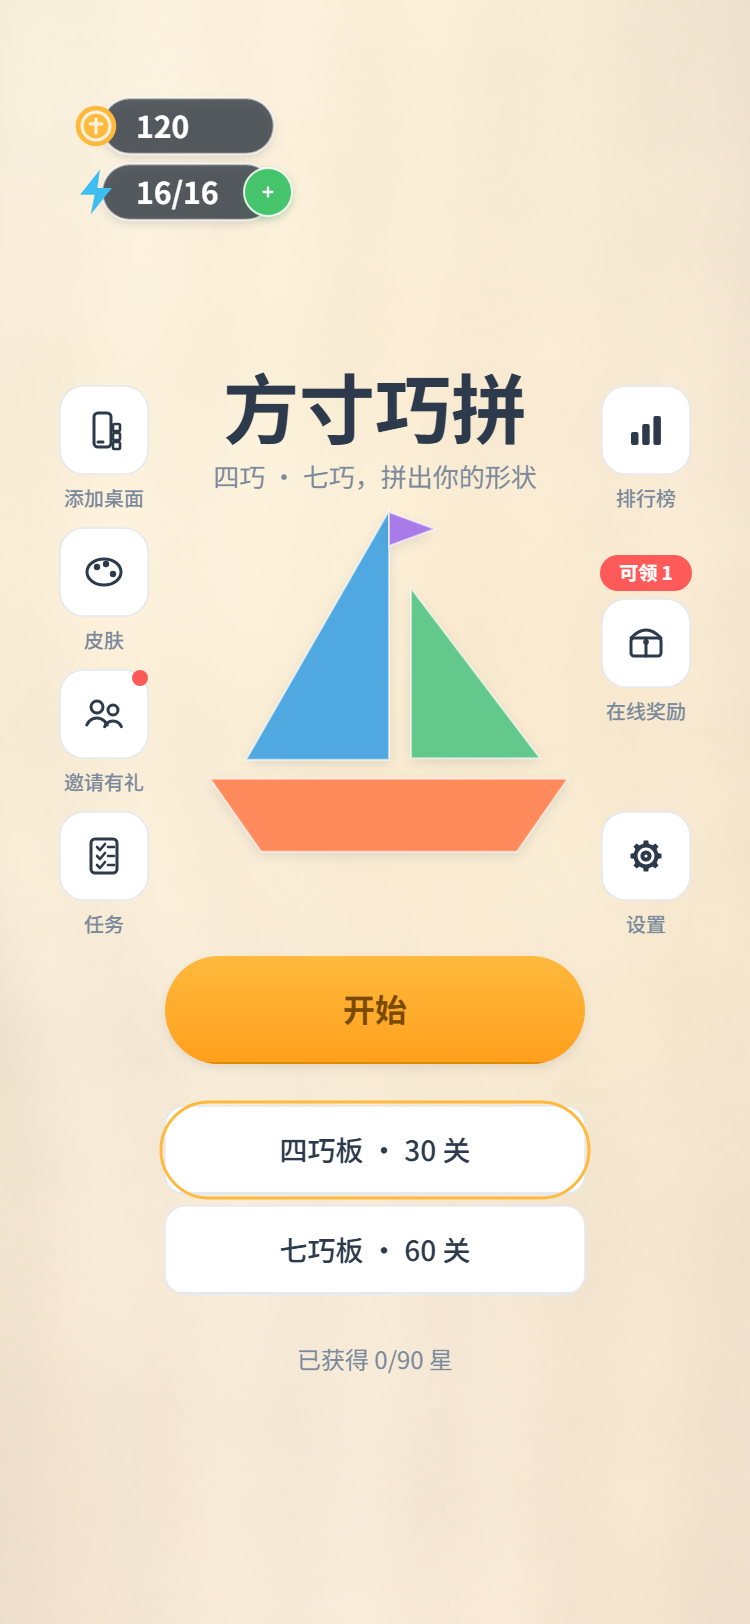 120
16/16
+
方寸巧拼
四巧 · 七巧，拼出你的形状
添加桌面
排行榜
可领 1
皮肤
在线奖励
邀请有礼
任务
设置
开始
四巧板 · 30 关
七巧板 · 60 关
已获得 0/90 星